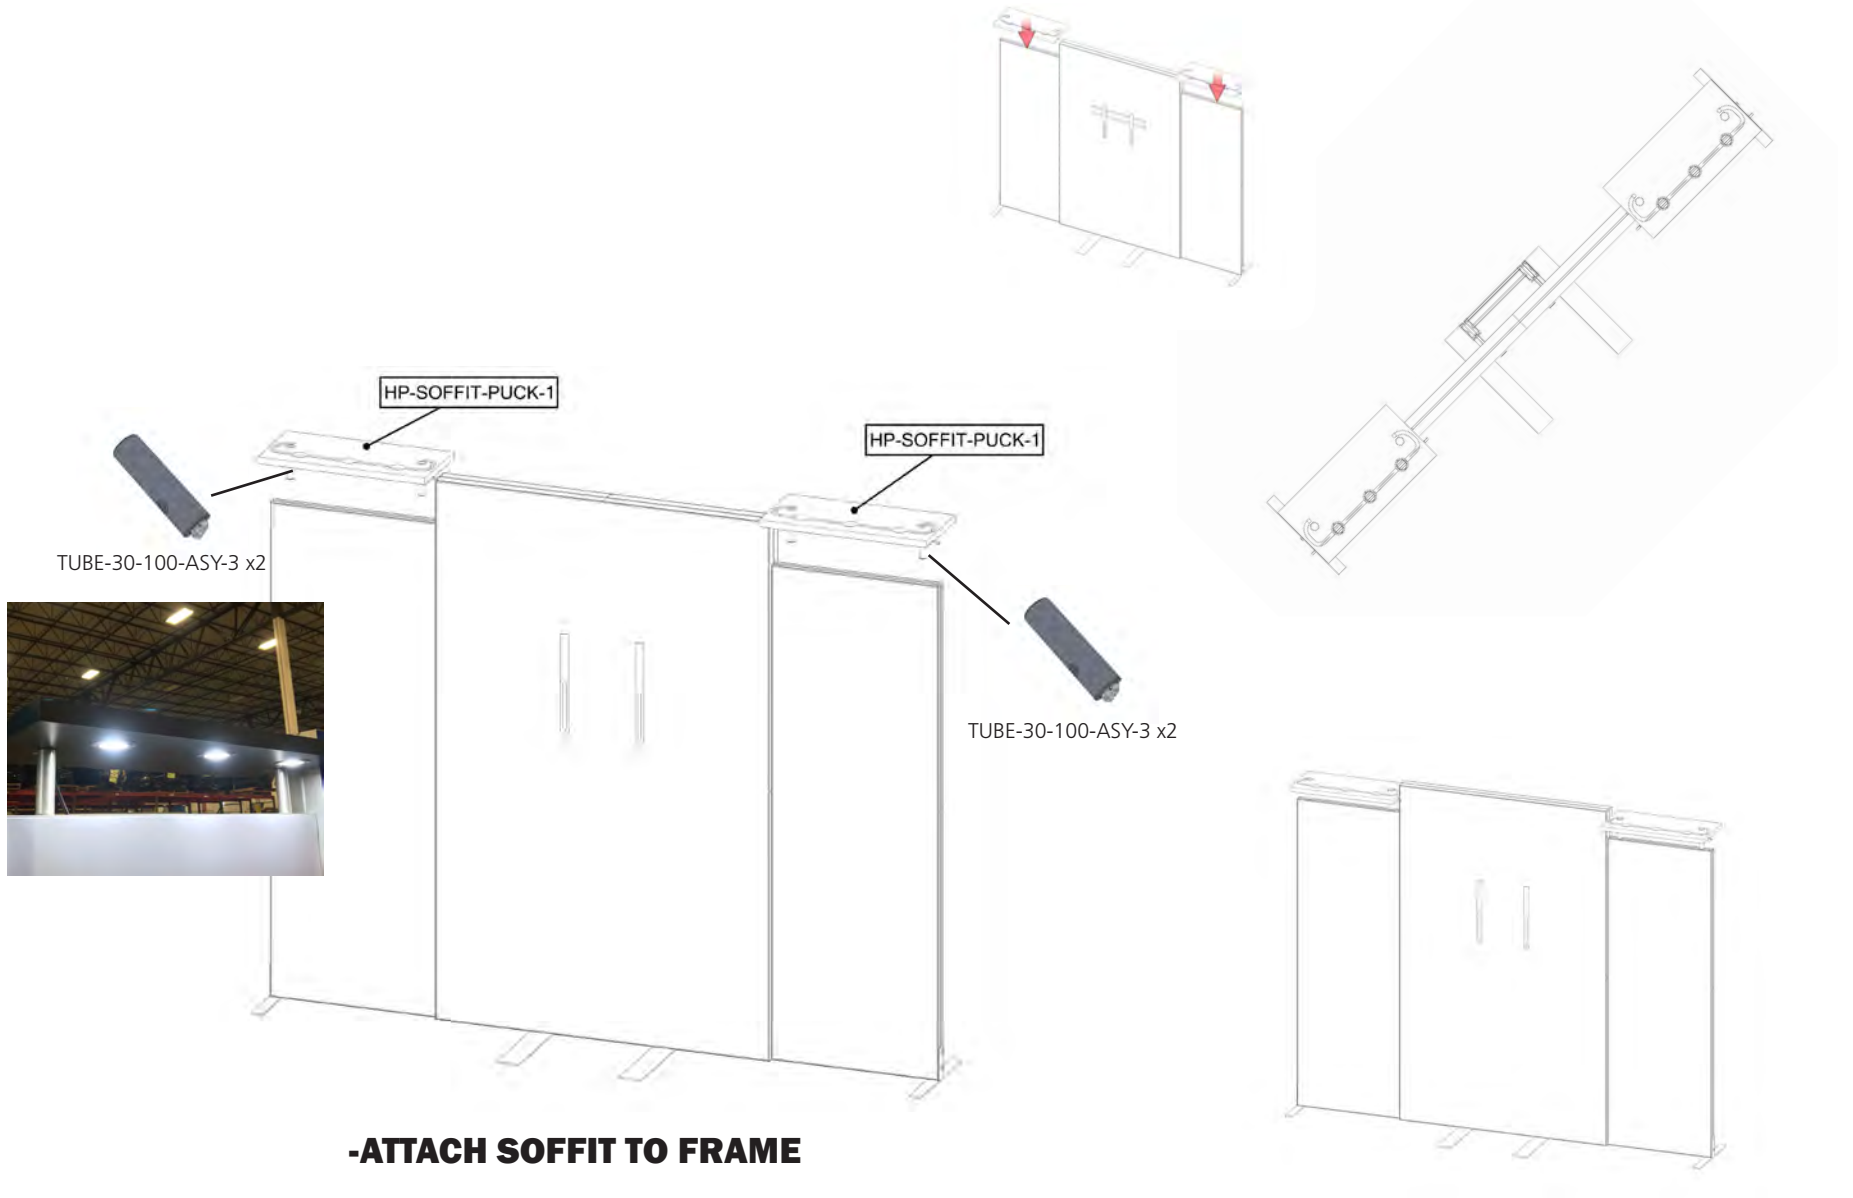 HP-SOFFIT-PUCK-1
HP-SOFFIT-PUCK-1
TUBE-30-100-ASY-3 x2
TUBE-30-100-ASY-3 x2
-ATTACH SOFFIT TO FRAME